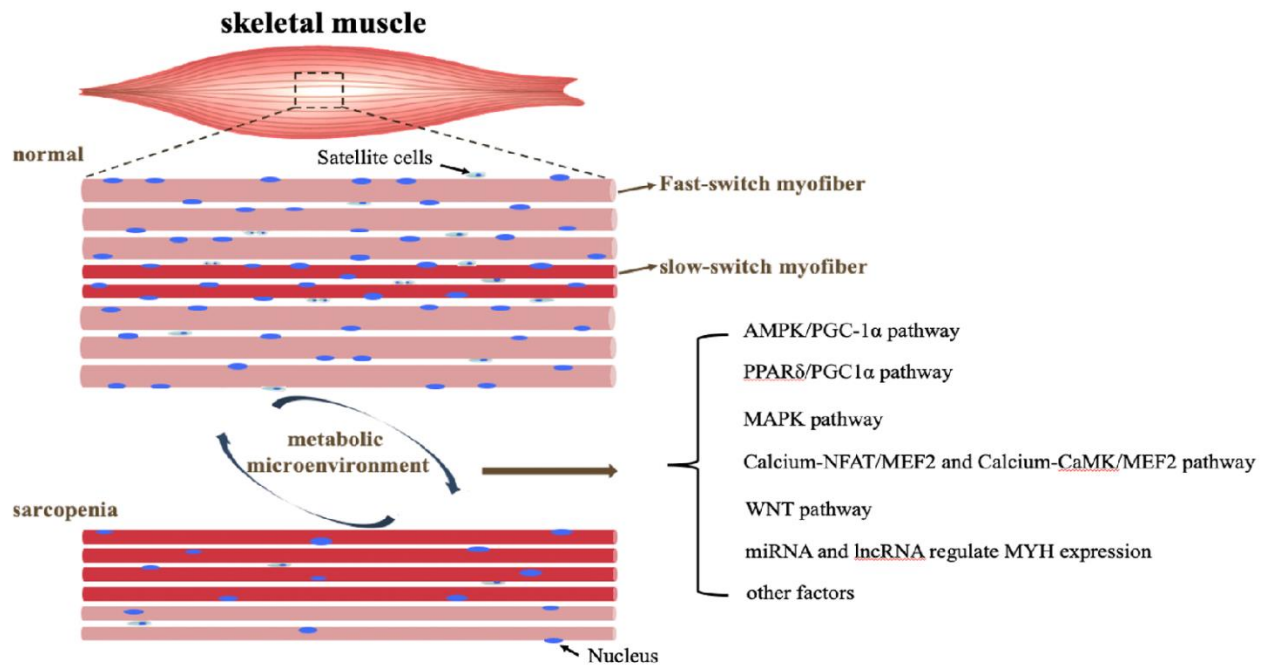 skeletal muscle
normal
Satellite cells
Fast-switch myofiber
slow-switch myofiber
metabolic
microenvironment
AMPK/PGC-1α pathway
PPARδ/PGC1α pathway
MAPK pathway
Calcium-NFAT/MEF2 and Calcium-CaMK/MEF2 pathway
WNT pathway
miRNA and lncRNA regulate MYH expression
other factors
sarcopenia
Nucleus